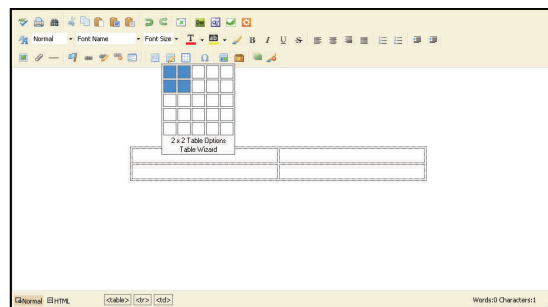 Normal Font Name Font Size T ab B I U S
Ω
2 x 2 Table Options
Table Wizard
Normal HTML <table> <tr> <td> Words:0 Characters:1